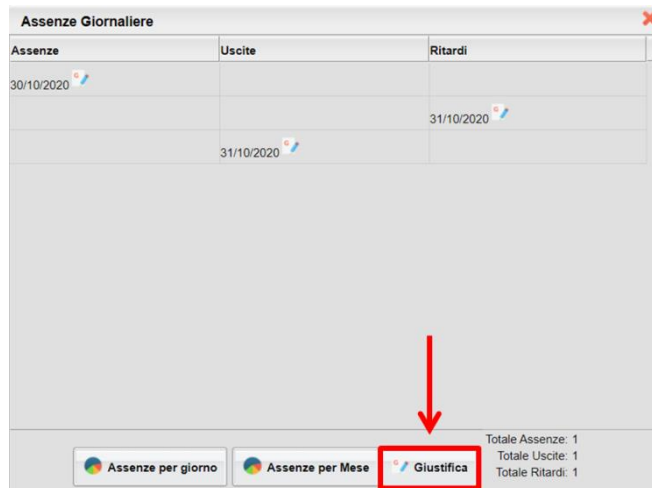 Assenze Giornaliere
Assenze Uscite Ritardi
30/10/2020
31/10/2020
31/10/2020
Totale Assenze: 1
Totale Uscite: 1
Totale Ritardi: 1
Assenze per giorno Assenze per Mese Giustifica